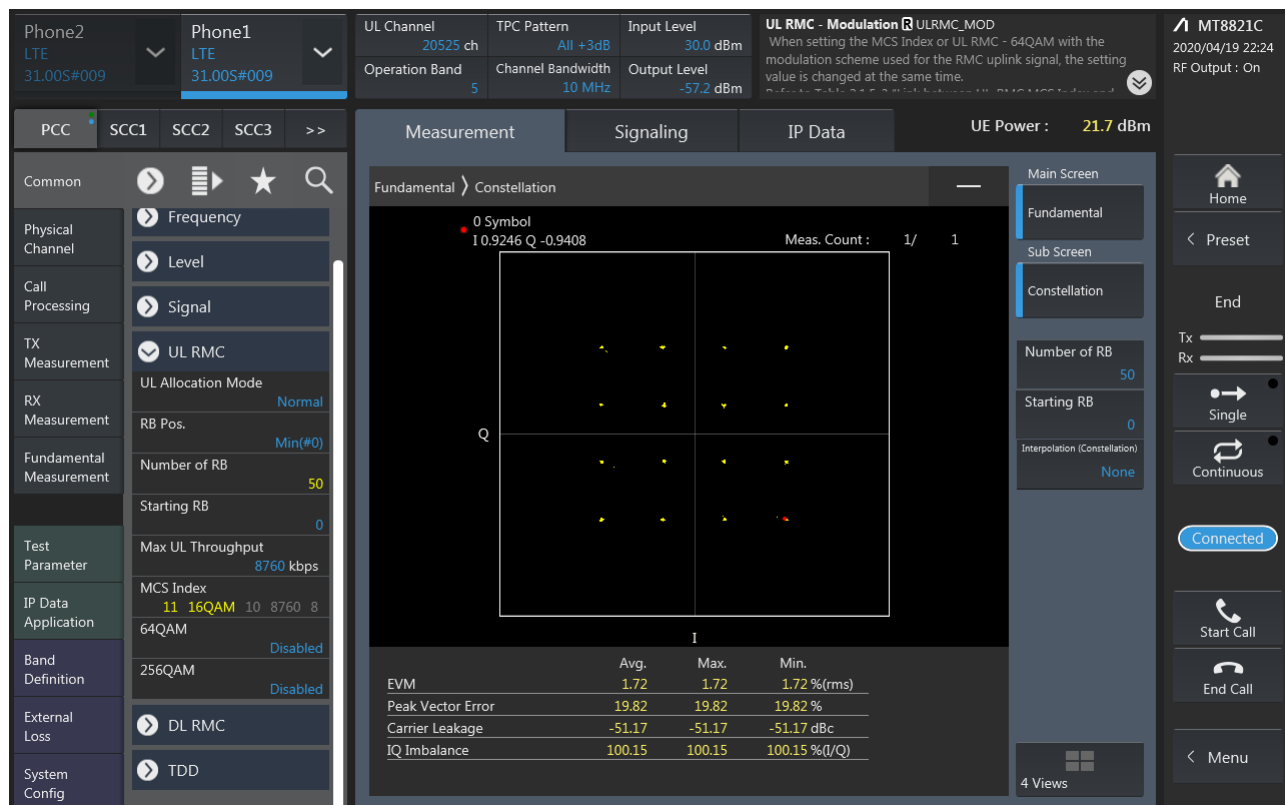 Phone2
LTE
31.00S#009
Phone1
LTE
31.00S#009
UL Channel
20525 ch
Operation Band
5
TPC Pattern
All +3dB
Channel Bandwidth
10 MHz
Input Level
30.0 dBm
Output Level
-57.2 dBm
UL RMC - Modulation R ULRMC_MOD
When setting the MCS Index or UL RMC -
64QAM with the
modulation scheme used for the RMC uplink signal, the setting
value is changed at the same time.
MT8821C
2020/04/19 22:24
RF Output : On
PCC SCC1 SCC2 SCC3 >>
Measurement Signaling IP Data
UE Power : 21.7 dBm
Common
Physical
Channel
Call
Processing
TX
Measurement
RX
Measurement
Fundamental
Measurement
Test
Parameter
IP Data
Application
Band
Definition
External
Loss
System
Config
Frequency
Level
Signal
UL RMC
UL Allocation Mode
Normal
RB Pos.
Min(#0)
Number of RB
50
Starting RB
0
Max UL Throughput
8760 kbps
MCS Index
11 16QAM 10 8760 8
64QAM
Disabled
256QAM
Disabled
DL RMC
TDD
Fundamental > Constellation
0 Symbol
I 0.9246 Q -0.9408
Meas. Count : 1/ 1
Q
I
Avg. Max. Min.
EVM 1.72 1.72 1.72 %(rms)
Peak Vector Error 19.82 19.82 19.82 %
Carrier Leakage -51.17 -51.17 -51.17 dBc
IQ Imbalance 100.15 100.15 100.15 %(I/Q)
Main Screen
Fundamental
Sub Screen
Constellation
Number of RB
50
Starting RB
0
Interpolation (Constellation)
None
4 Views
Home
< Preset
End
Tx
Rx
Single
Continuous
Connected
Start Call
End Call
< Menu